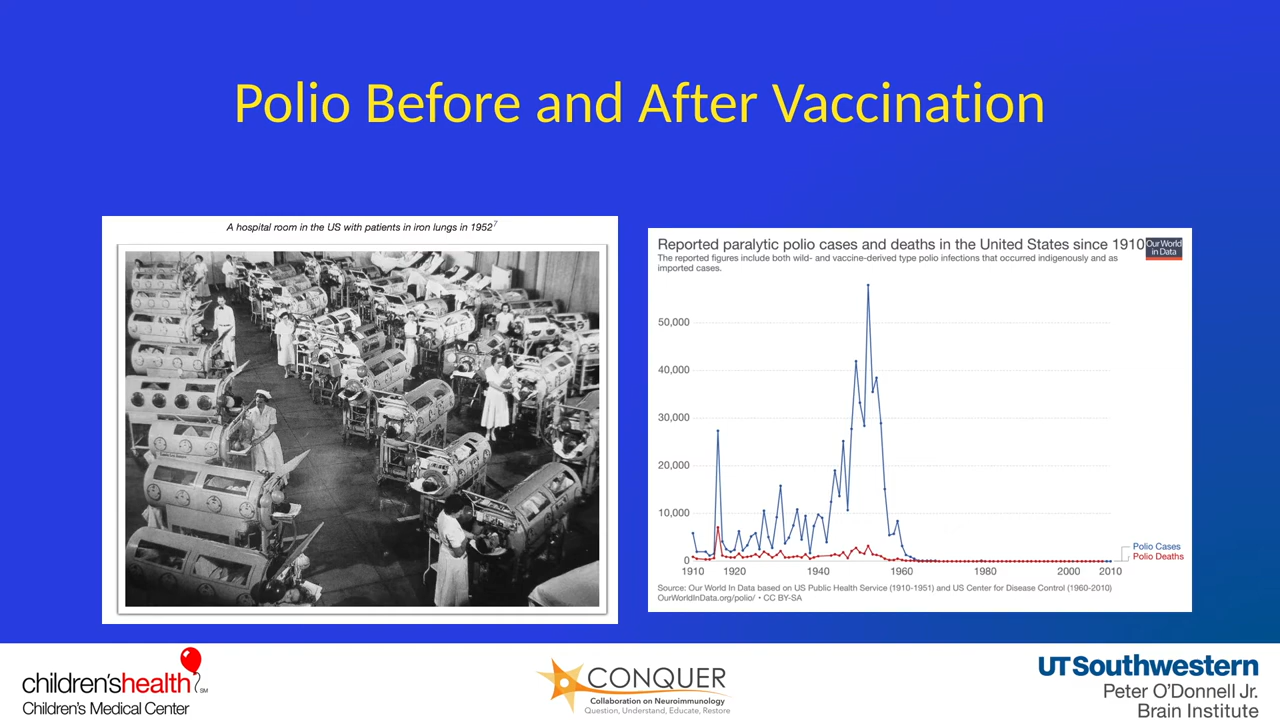 Polio Before and After Vaccination
A hospital room in the US with patients in iron lungs in 1952⁷
Reported paralytic polio cases and deaths in the United States since 1910
Our World
in Data
The reported figures include both wild- and vaccine-derived type polio infections that occurred indigenously and as
imported cases.
50,000
40,000
30,000
20,000
10,000
0
1910 1920 1940 1960 1980 2000 2010
Polio Cases
Polio Deaths
Source: Our World In Data based on US Public Health Service (1910-1951) and US Center for Disease Control (1960-2010)
OurWorldInData.org/polio/ • CC BY-SA
children'shealth SM
Children's Medical Center
CONQUER
Collaboration on Neuroimmunology
Question, Understand, Educate, Restore
UTSouthwestern
Peter O'Donnell Jr.
Brain Institute